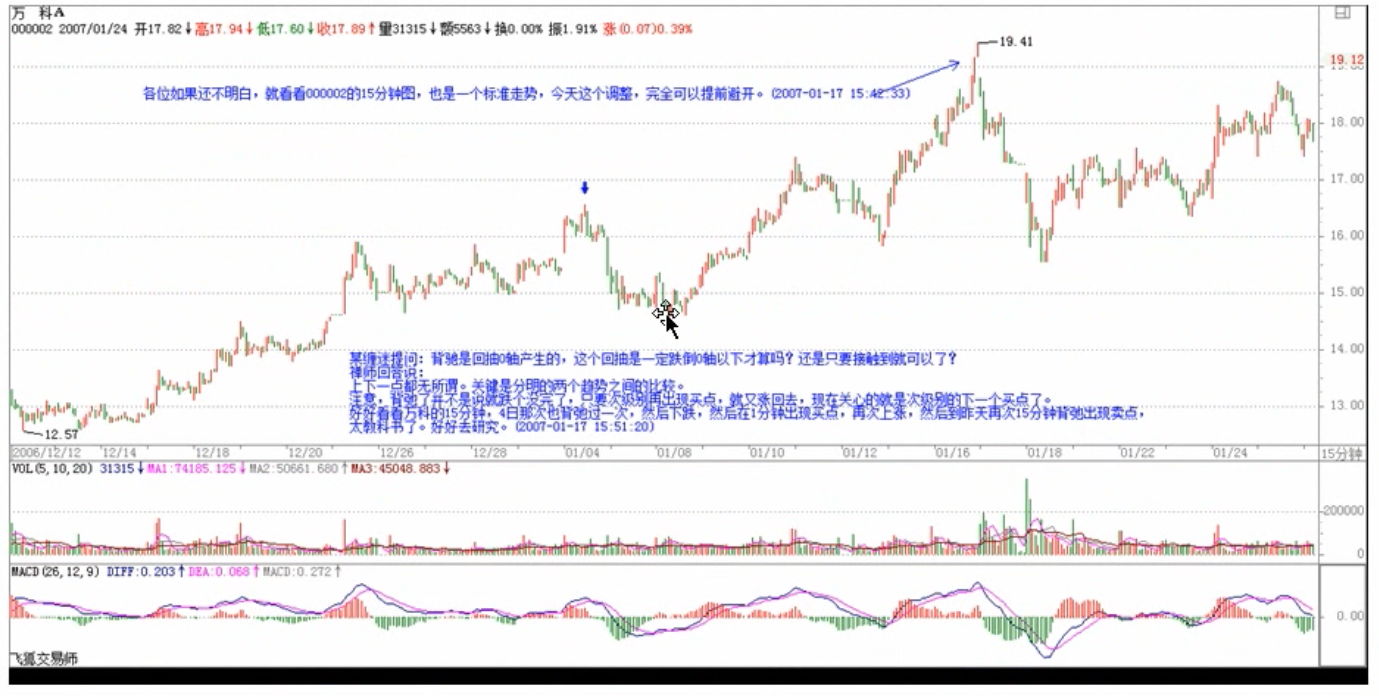 万 科A
000002 2007/01/24 开17.82↓高17.94↓低17.60↓收17.89↑量31315↓额5563↓换0.00% 振1.91% 涨(0.07)0.39%
19.41
19.12
各位如果还不明白，就看看000002的15分钟图，也是一个标准走势，今天这个调整，完全可以提前避开。(2007-01-17 15:42:33)
18.00
17.00
16.00
15.00
14.00
13.00
某缠迷提问：背驰是回抽0轴产生的，这个回抽是一定跌倒0轴以下才算吗？还是只要接触到就可以了？
禅师回答说：
上下一点都无所谓。关键是分明的两个趋势之间的比较。
注意，背驰了并不是说就跌个没完了，只要次级别再出现买点，就又涨回去，现在关心的就是次级别的下一个买点了。
好好看看万科的15分钟，4日那次也背驰过一次，然后下跌，然后在1分钟出现买点，再次上张，然后到昨天再次15分钟背弛出现卖点，
太教科书了。好好去研究。(2007-01-17 15:51:20)
12.57
2006/12/12 12/14 12/18 12/20 12/26 12/28 01/04 01/08 01/10 01/12 01/16 01/18 01/22 01/24 15分钟
VOL(5,10,20) 31315↓MA1:74185.125↓MA2:50661.680↑MA3:45048.883↓
200000
0
MACD(26,12,9) DIFF:0.203↑DEA:0.068↑MACD:0.272↑
0.00
飞狐交易师